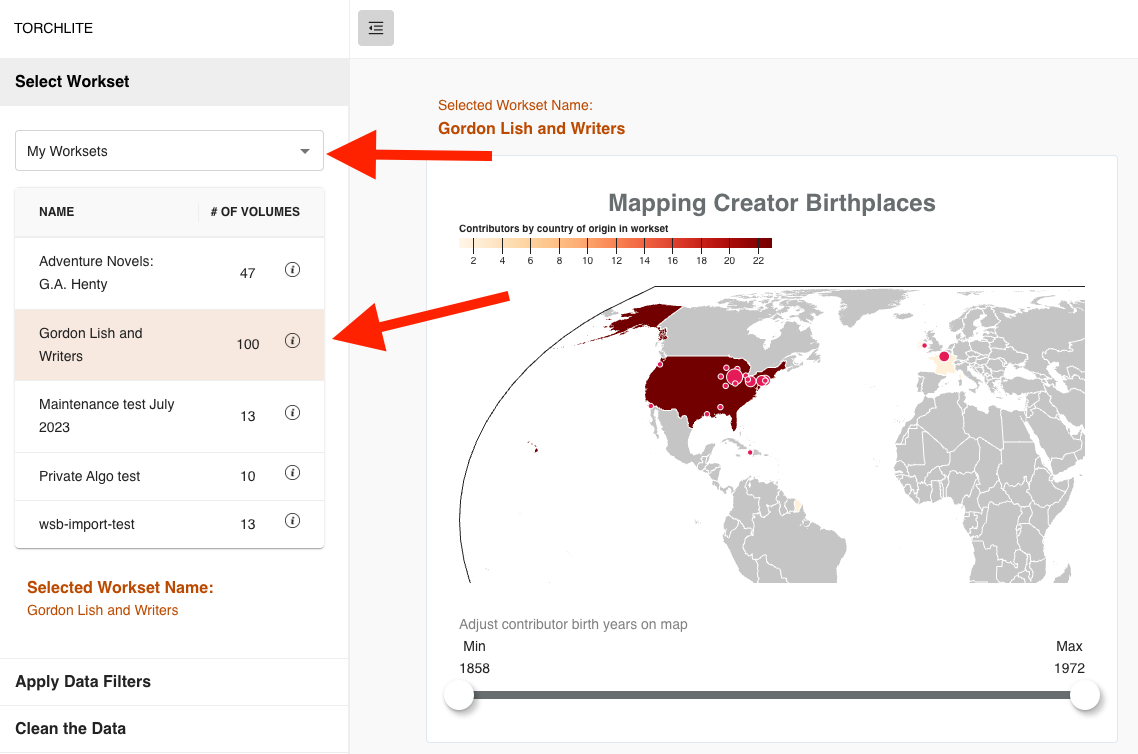 TORCHLITE
Select Workset
My Worksets
NAME # OF VOLUMES
Adventure Novels:
G.A. Henty
47
Gordon Lish and
Writers
100
Maintenance test July
2023
13
Private Algo test 10
wsb-import-test 13
Selected Workset Name:
Gordon Lish and Writers
Apply Data Filters
Clean the Data
Selected Workset Name:
Gordon Lish and Writers
Mapping Creator Birthplaces
Contributors by country of origin in workset
2 4 6 8 10 12 14 16 18 20 22
Adjust contributor birth years on map
Min Max
1858 1972